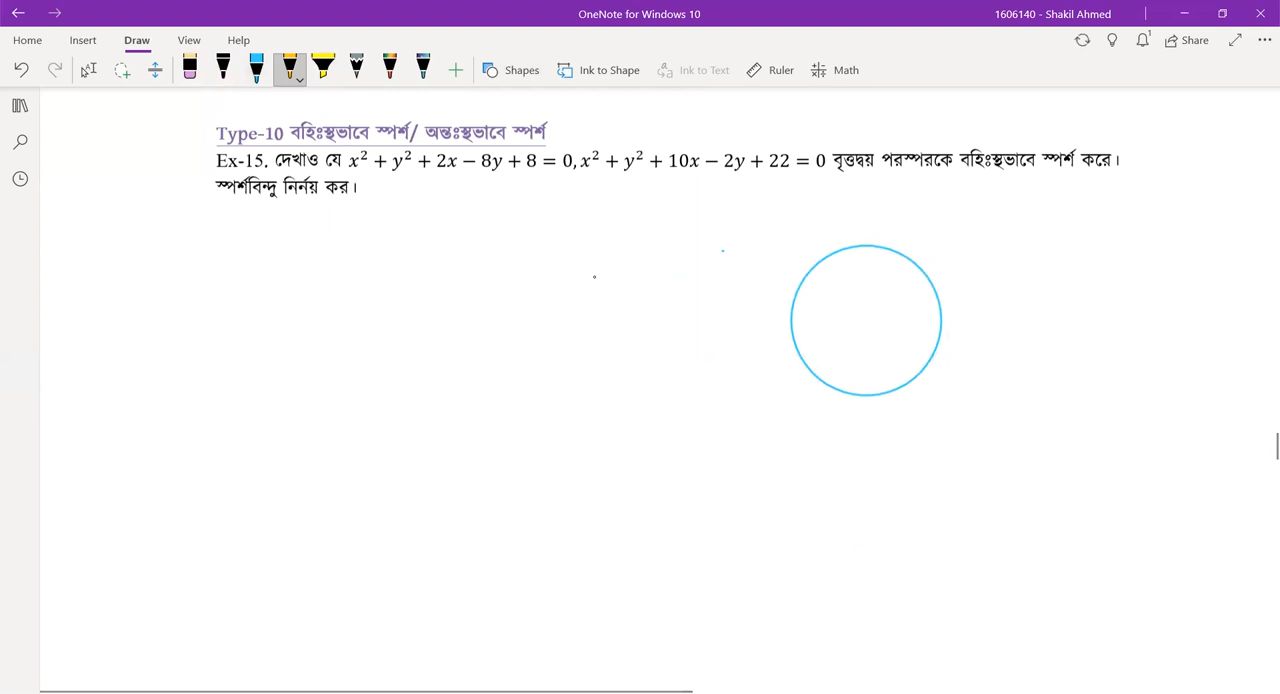 OneNote for Windows 10
1606140 - Shakil Ahmed
Home Insert Draw View Help
1
Share
Shapes Ink to Shape Ink to Text Ruler Math
Type-10 বহিঃস্থভাবে স্পর্শ/ অন্তঃস্থভাবে স্পর্শ
Ex-15. দেখাও যে x² + y² + 2x − 8y + 8 = 0, x² + y² + 10x − 2y + 22 = 0 বৃত্তদ্বয় পরস্পরকে বহিঃস্থভাবে স্পর্শ করে।
স্পর্শবিন্দু নির্নয় কর।